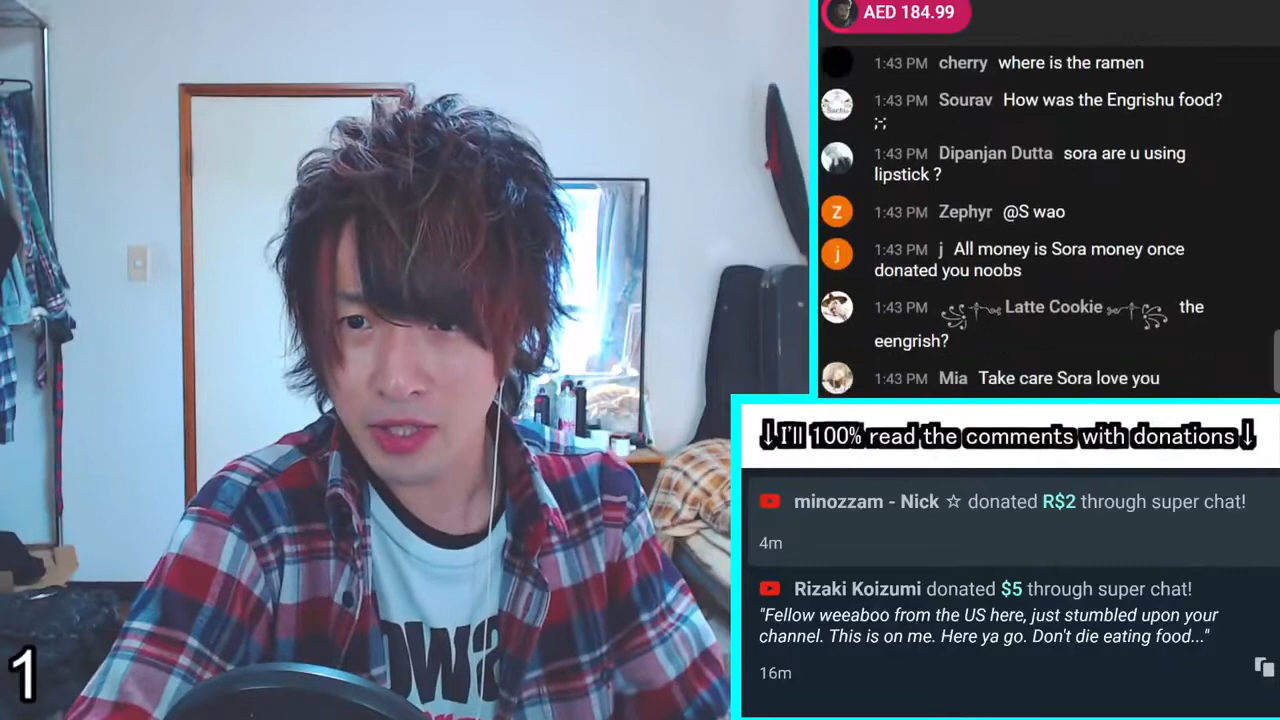 AED 184.99
1:43 PM cherry where is the ramen
1:43 PM Sourav How was the Engrishu food?
;-;
1:43 PM Dipanjan Dutta sora are u using
lipstick ?
Z 1:43 PM Zephyr @S wao
j 1:43 PM j All money is Sora money once
donated you noobs
1:43 PM Latte Cookie the
eengrish?
1:43 PM Mia Take care Sora love you
↓I'll 100% read the comments with donations↓
minozzam - Nick ☆ donated R$2 through super chat!
4m
Rizaki Koizumi donated $5 through super chat!
"Fellow weeaboo from the US here, just stumbled upon your
channel. This is on me. Here ya go. Don't die eating food..."
16m
1